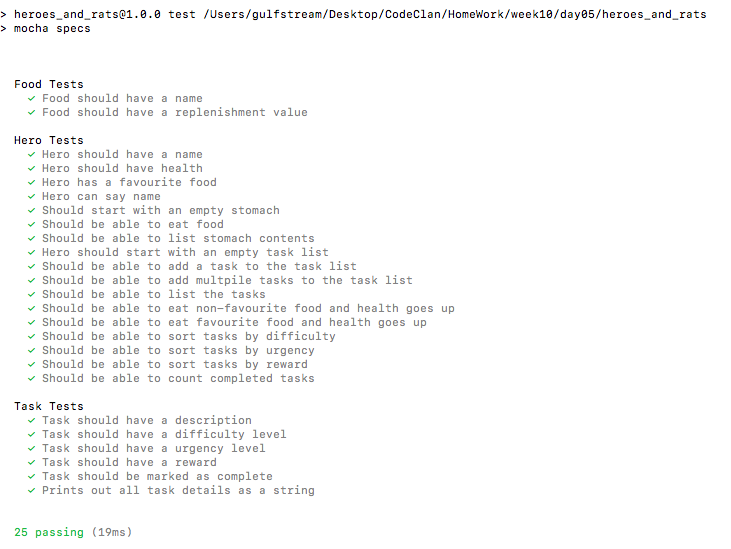 > heroes_and_rats@1.0.0 test /Users/gulfstream/Desktop/CodeClan/HomeWork/week10/day05/heroes_and_rats
> mocha specs
Food Tests
✓ Food should have a name
✓ Food should have a replenishment value
Hero Tests
✓ Hero should have a name
✓ Hero should have health
✓ Hero has a favourite food
✓ Hero can say name
✓ Should start with an empty stomach
✓ Should be able to eat food
✓ Should be able to list stomach contents
✓ Hero should start with an empty task list
✓ Should be able to add a task to the task list
✓ Should be able to add multpile tasks to the task list
✓ Should be able to list the tasks
✓ Should be able to eat non-favourite food and health goes up
✓ Should be able to eat favourite food and health goes up
✓ Should be able to sort tasks by difficulty
✓ Should be able to sort tasks by urgency
✓ Should be able to sort tasks by reward
✓ Should be able to count completed tasks
Task Tests
✓ Task should have a description
✓ Task should have a difficulty level
✓ Task should have a urgency level
✓ Task should have a reward
✓ Task should be marked as complete
✓ Prints out all task details as a string
25 passing (19ms)